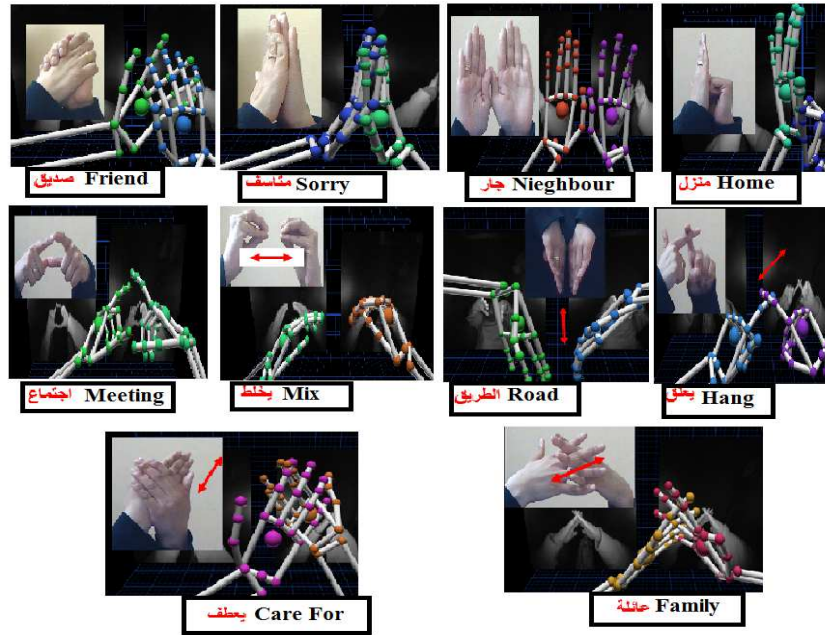 صديق Friend
متاسف Sorry
جار Nieghbour
منزل Home
اجتماع Meeting
يخلط Mix
الطريق Road
يعلق Hang
يعطف Care For
عائلة Family